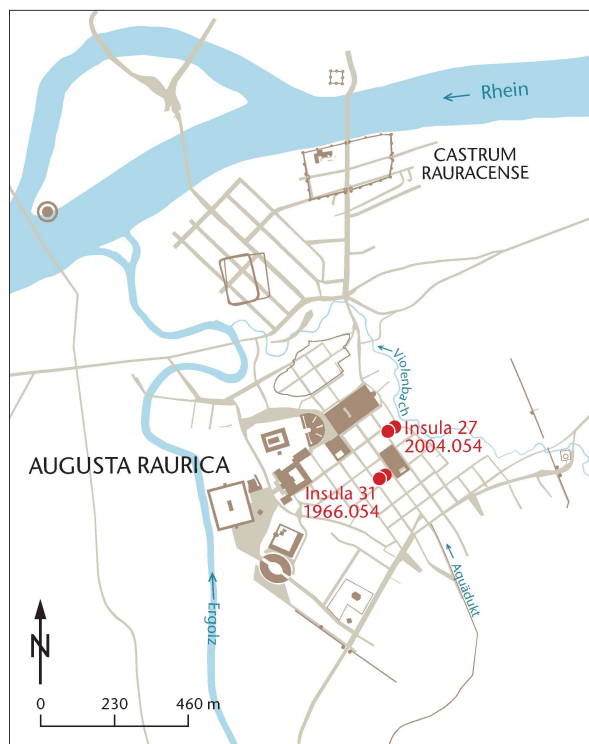 Rhein
CASTRUM
RAURACENSE
Violenbach
Insula 27
2004.054
AUGUSTA RAURICA
Insula 31
1966.054
Aquädukt
Ergolz
N
0 230 460 m